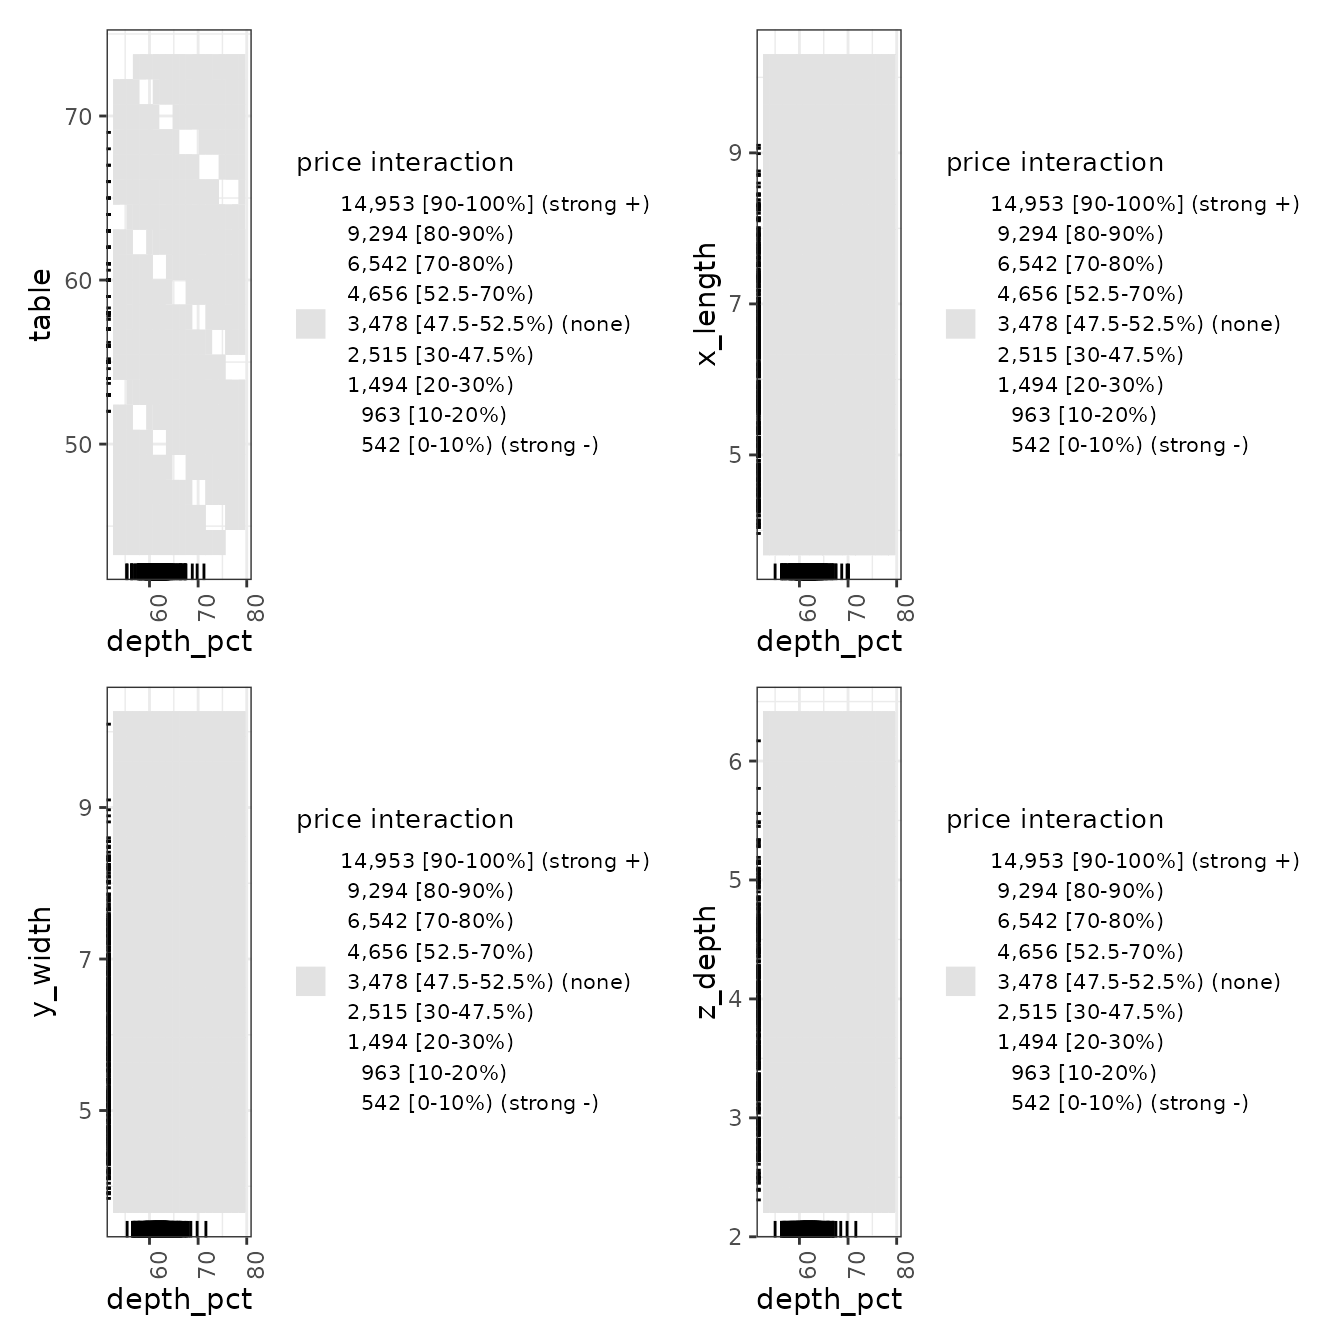 70
60
50
table
60
70
80
depth_pct
price interaction
14,953 [90-100%] (strong +)
9,294 [80-90%)
6,542 [70-80%)
4,656 [52.5-70%)
3,478 [47.5-52.5%) (none)
2,515 [30-47.5%)
1,494 [20-30%)
963 [10-20%)
542 [0-10%) (strong -)
9
7
5
x_length
60
70
80
depth_pct
price interaction
14,953 [90-100%] (strong +)
9,294 [80-90%)
6,542 [70-80%)
4,656 [52.5-70%)
3,478 [47.5-52.5%) (none)
2,515 [30-47.5%)
1,494 [20-30%)
963 [10-20%)
542 [0-10%) (strong -)
9
7
5
y_width
60
70
80
depth_pct
price interaction
14,953 [90-100%] (strong +)
9,294 [80-90%)
6,542 [70-80%)
4,656 [52.5-70%)
3,478 [47.5-52.5%) (none)
2,515 [30-47.5%)
1,494 [20-30%)
963 [10-20%)
542 [0-10%) (strong -)
6
5
4
3
2
z_depth
60
70
80
depth_pct
price interaction
14,953 [90-100%] (strong +)
9,294 [80-90%)
6,542 [70-80%)
4,656 [52.5-70%)
3,478 [47.5-52.5%) (none)
2,515 [30-47.5%)
1,494 [20-30%)
963 [10-20%)
542 [0-10%) (strong -)